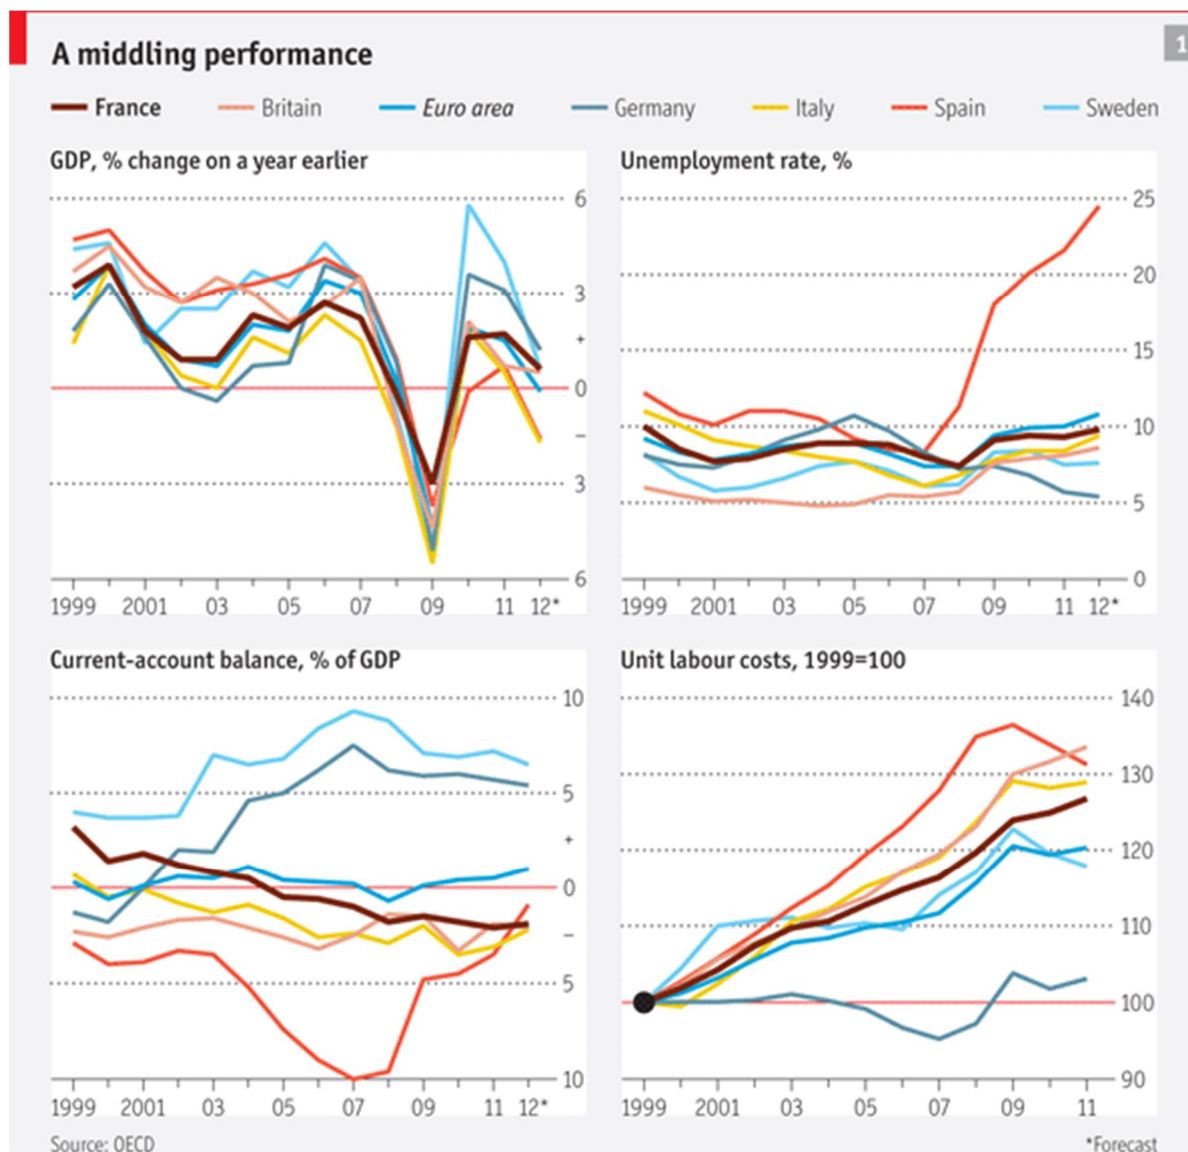 A middling performance
1
France Britain Euro area Germany Italy Spain Sweden
GDP, % change on a year earlier
6
3
+
0
–
3
6
1999 2001 03 05 07 09 11 12*
Unemployment rate, %
25
20
15
10
5
0
1999 2001 03 05 07 09 11 12*
Current-account balance, % of GDP
10
5
+
0
–
5
10
1999 2001 03 05 07 09 11 12*
Unit labour costs, 1999=100
140
130
120
110
100
90
1999 2001 03 05 07 09 11
Source: OECD
*Forecast